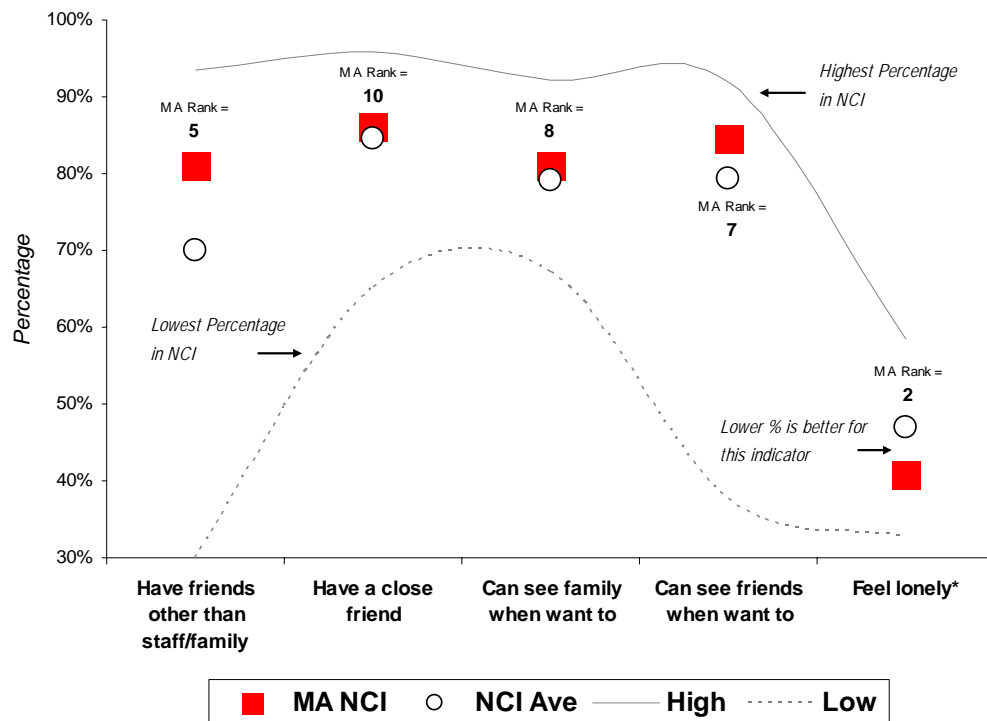 100%
90%
80%
70%
60%
50%
40%
30%
Percentage
MA Rank =
5
MA Rank =
10
MA Rank =
8
MA Rank =
7
MA Rank =
2
Highest Percentage
in NCI
Lowest Percentage
in NCI
Lower % is better for
this indicator
Have friends
other than
staff/family
Have a close
friend
Can see family
when want to
Can see friends
when want to
Feel lonely*
MA NCI
NCI Ave
High
Low